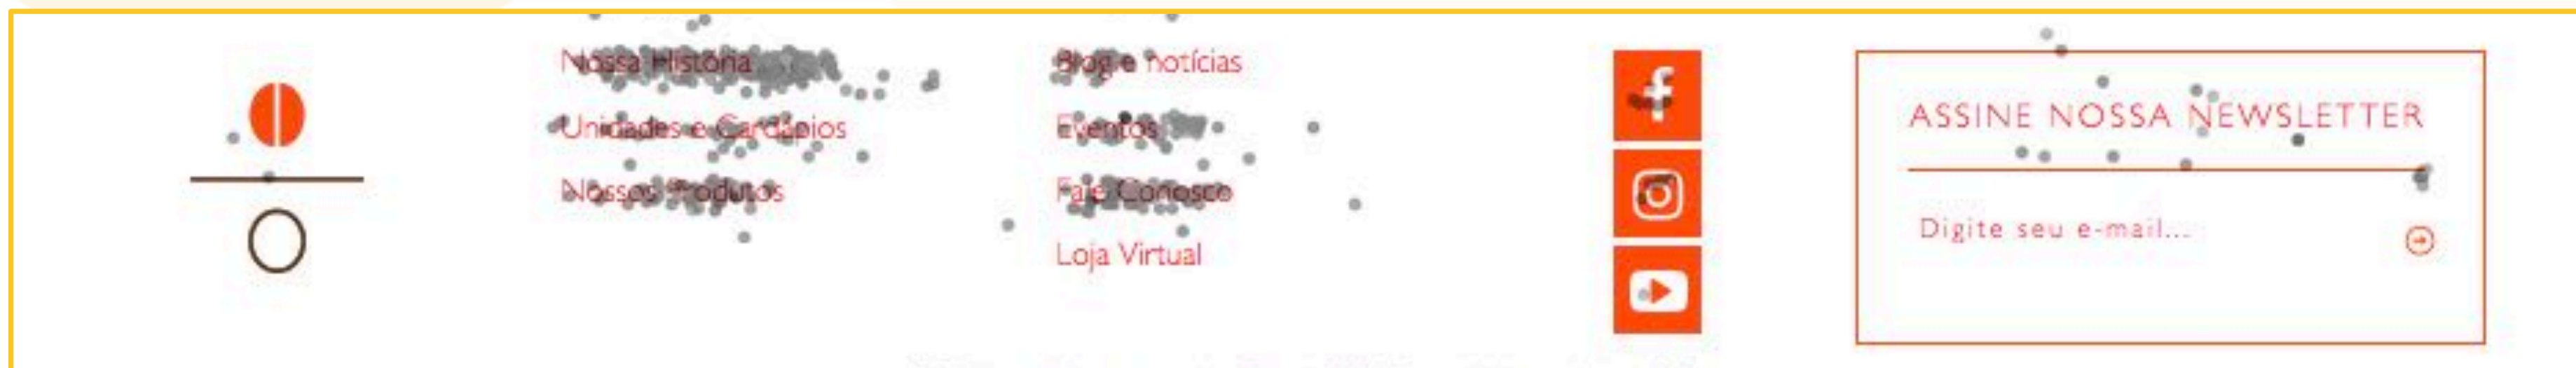 Nossa História
Unidades e Cardápios
Nossos Produtos
Blog e notícias
Eventos
Fale Conosco
Loja Virtual
ASSINE NOSSA NEWSLETTER
Digite seu e-mail...